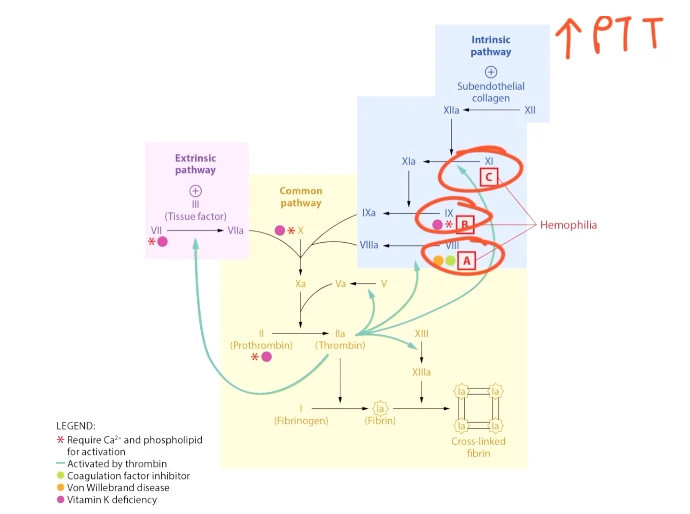 ↑ PTT
Intrinsic
pathway
+
Subendothelial
collagen
XIIa
XII
XIa
XI
C
Extrinsic
pathway
+
III
(Tissue factor)
VII
VIIa
* 
Common
pathway
* X
IXa
IX
* B
Hemophilia
VIIIa
VIII
A
Xa
Va
V
II
(Prothrombin)
*
IIa
(Thrombin)
XIII
XIIIa
I
(Fibrinogen)
Ia
(Fibrin)
Ia
Ia
Ia
Ia
Cross-linked
fibrin
LEGEND:
* Require Ca2+ and phospholipid
for activation
Activated by thrombin
Coagulation factor inhibitor
Von Willebrand disease
Vitamin K deficiency